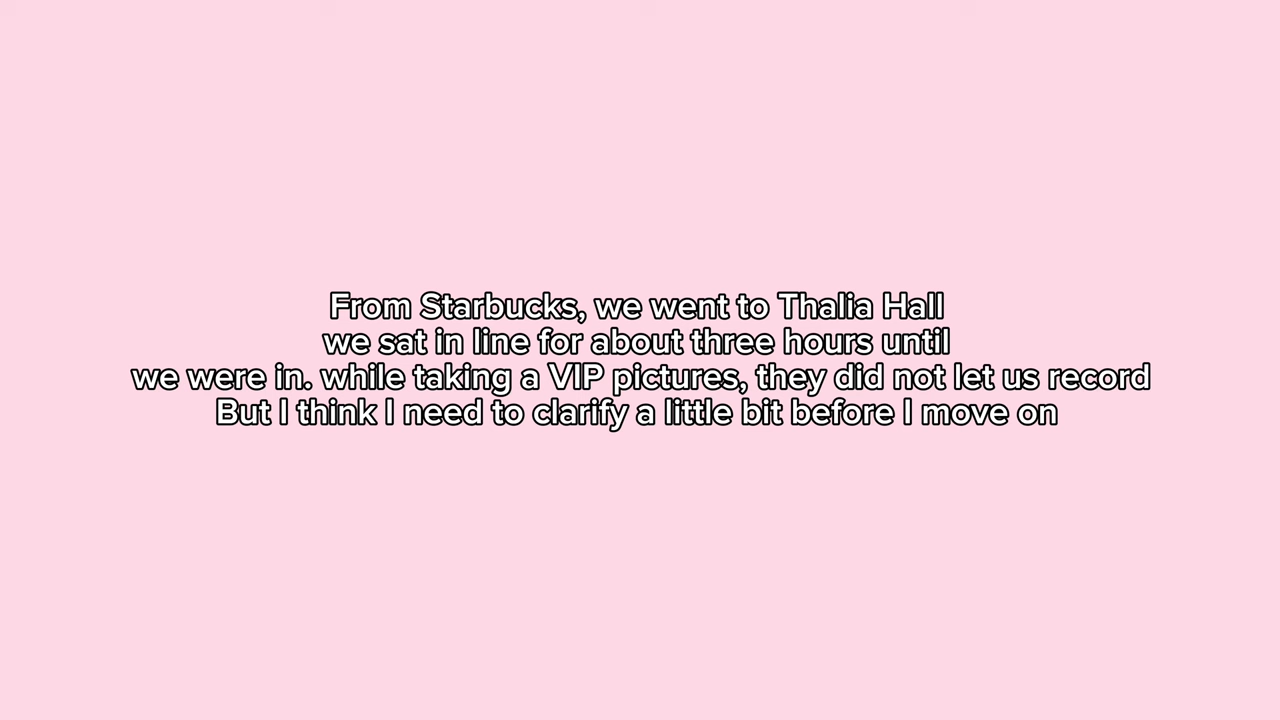 From Starbucks, we went to Thalia Hall
we sat in line for about three hours until
we were in. while taking a VIP pictures, they did not let us record
But I think I need to clarify a little bit before I move on